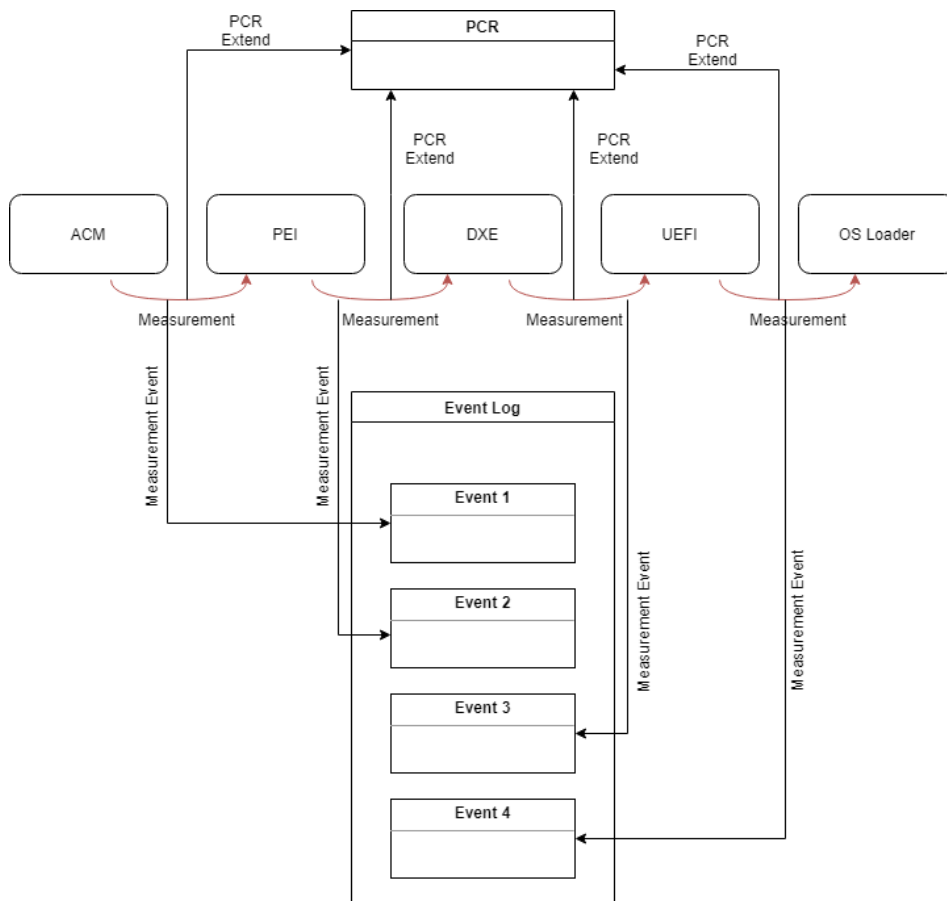 PCR
PCR
Extend
PCR
Extend
PCR
Extend
PCR
Extend
ACM
PEI
DXE
UEFI
OS Loader
Measurement
Measurement
Measurement
Measurement
Measurement Event
Measurement Event
Event Log
Event 1
Event 2
Measurement Event
Measurement Event
Event 3
Event 4